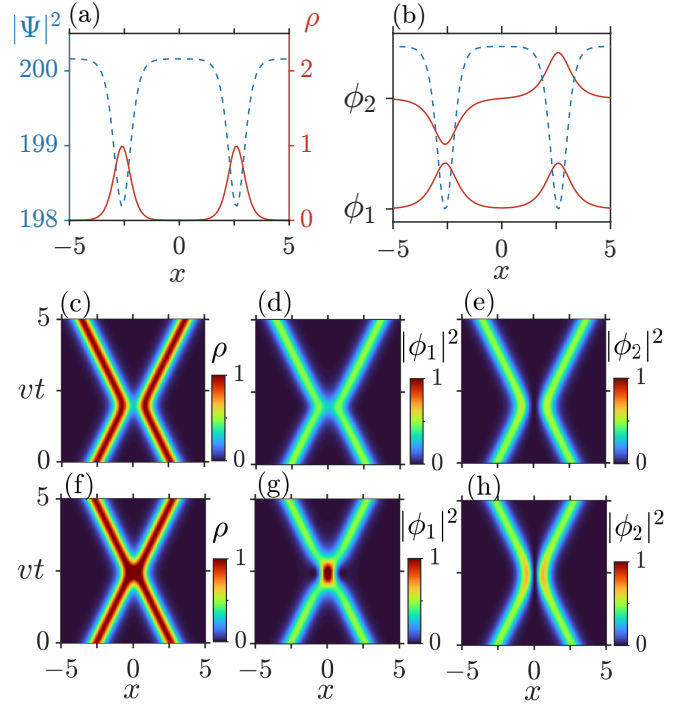 (a) (b)
|Ψ|² ρ
200 2
199 1
198 0
ϕ₂
ϕ₁
−5 0 5 −5 0 5
x x
(c) (d) (e)
5 ρ |ϕ₁|² |ϕ₂|²
1 1 1
vt
0 0 0 0
(f) (g) (h)
5 ρ |ϕ₁|² |ϕ₂|²
1 1 1
vt
0 0 0 0
−5 0 5 −5 0 5 −5 0 5
x x x